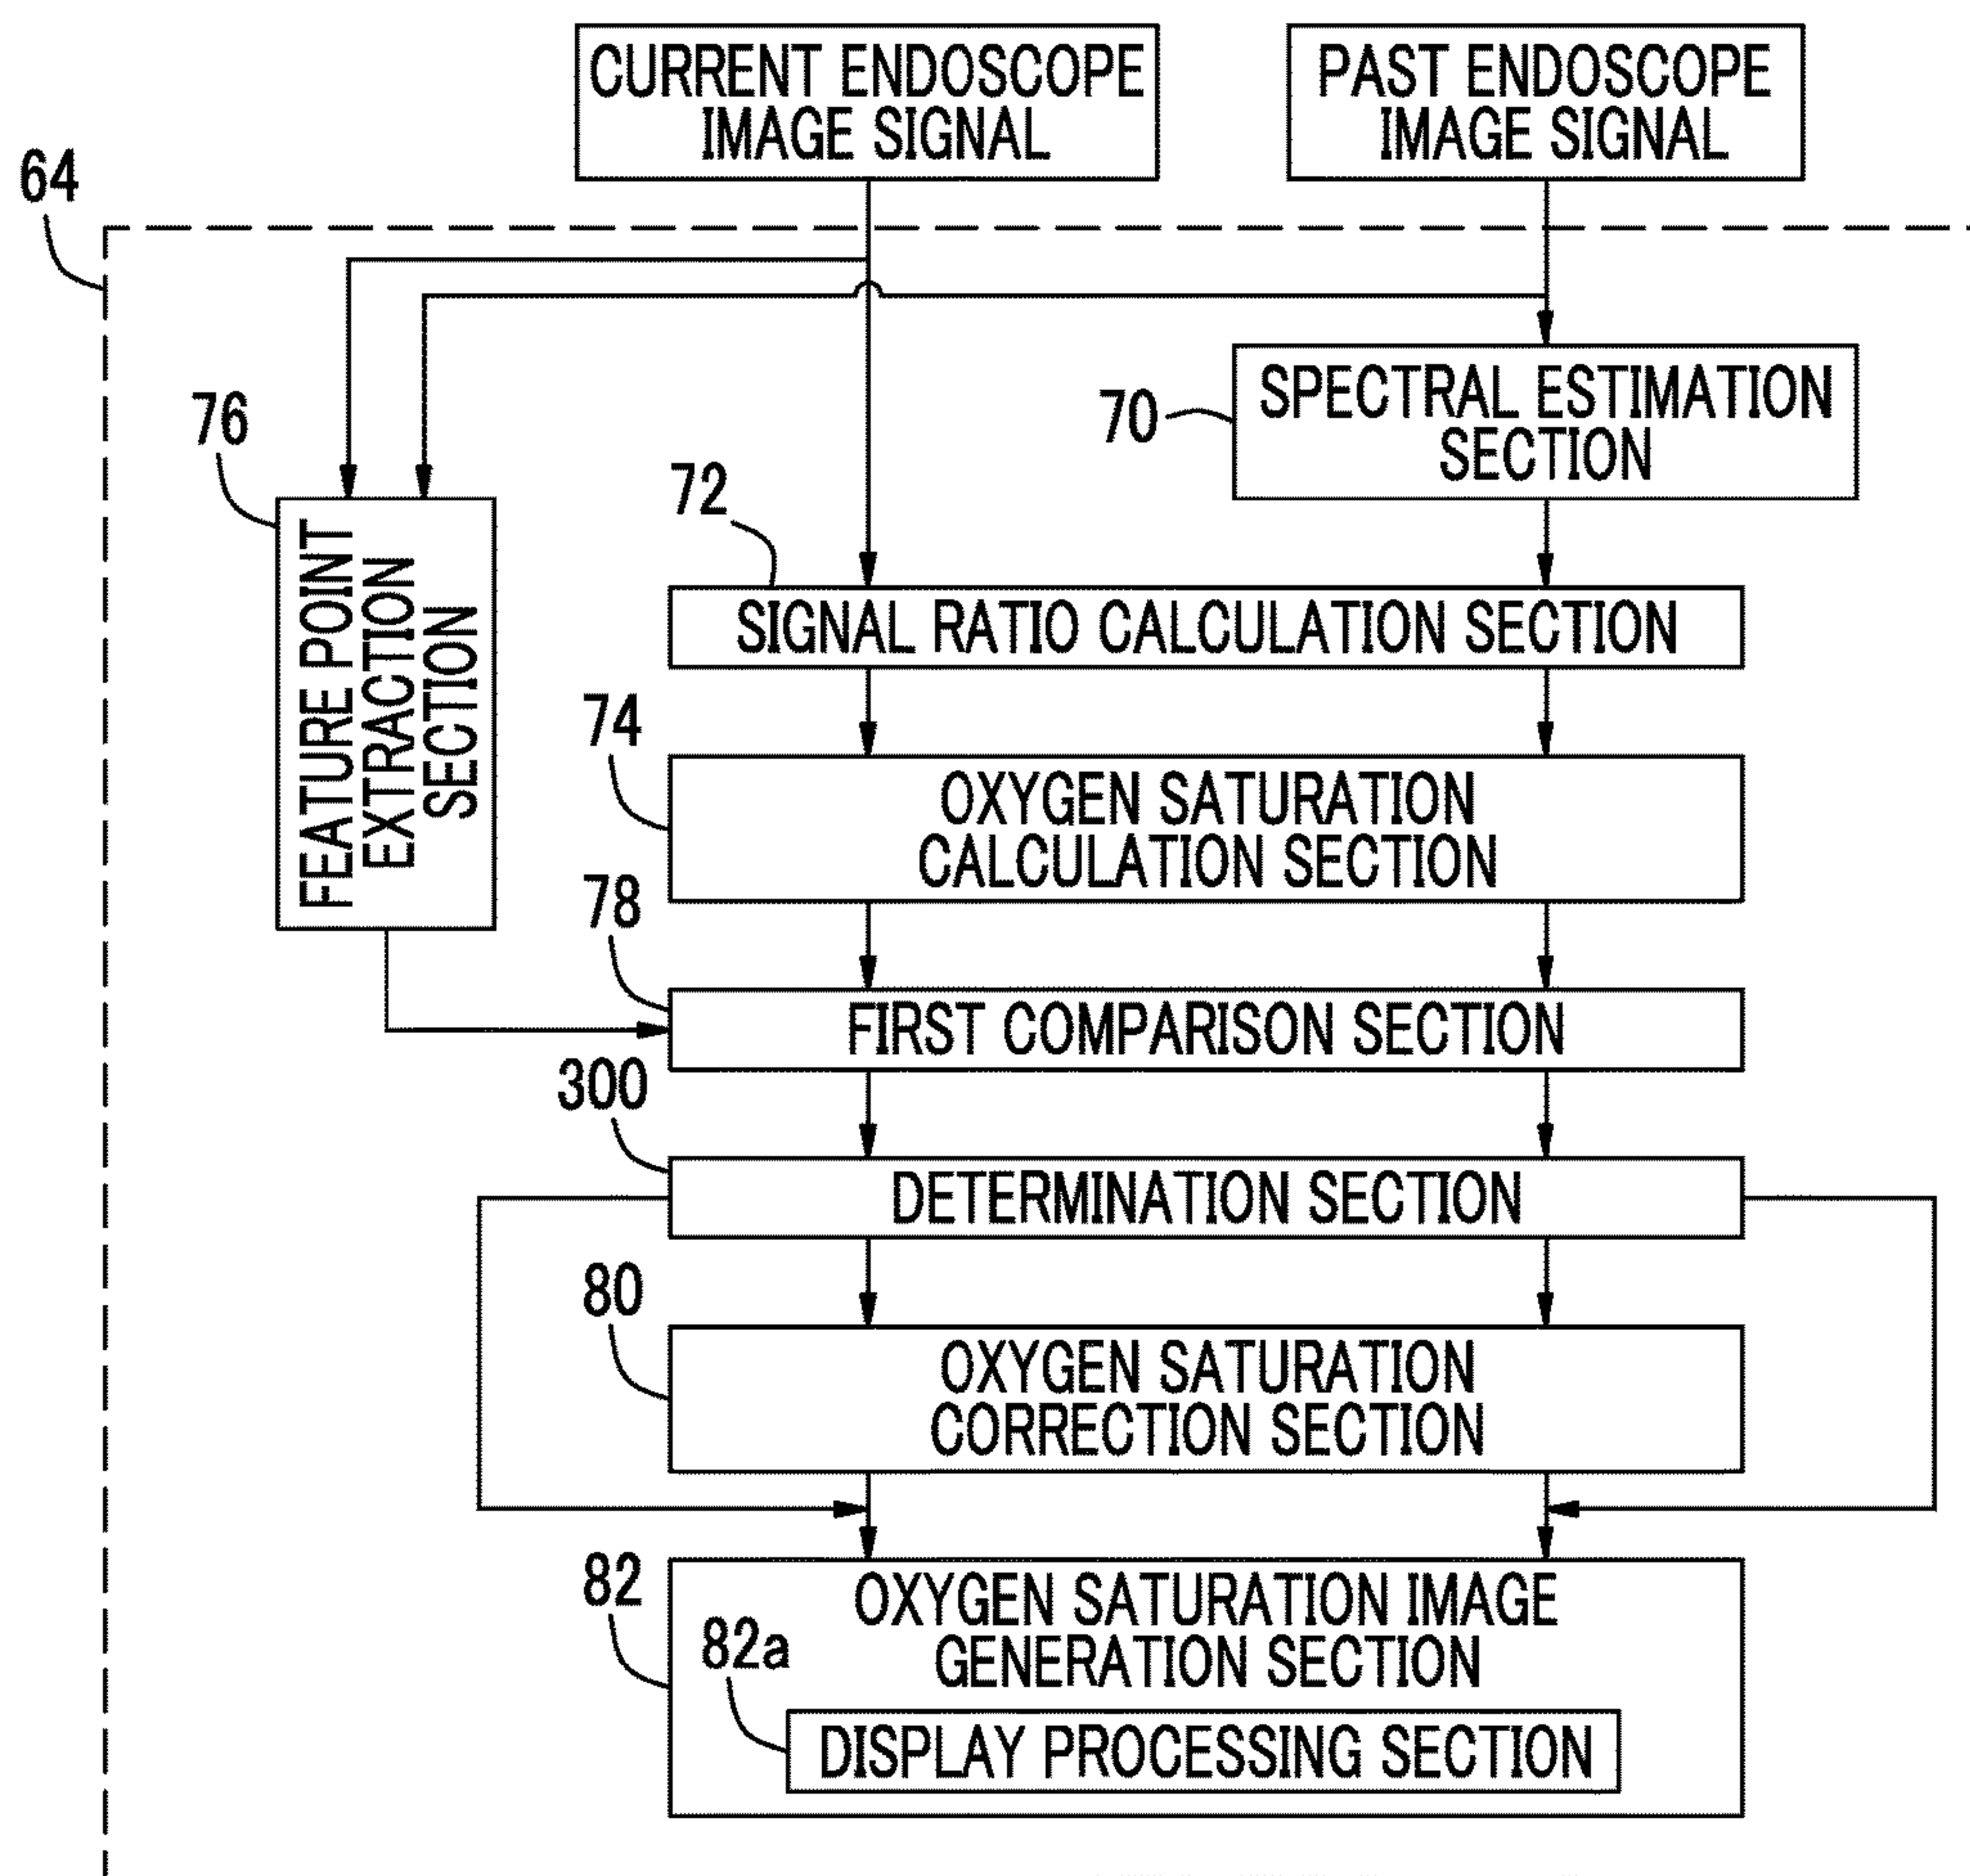 CURRENT ENDOSCOPE
IMAGE SIGNAL
PAST ENDOSCOPE
IMAGE SIGNAL
64
76
70
SPECTRAL ESTIMATION
SECTION
72
FEATURE POINT
EXTRACTION
SECTION
SIGNAL RATIO CALCULATION SECTION
74
OXYGEN SATURATION
CALCULATION SECTION
78
FIRST COMPARISON SECTION
300
DETERMINATION SECTION
80
OXYGEN SATURATION
CORRECTION SECTION
82
OXYGEN SATURATION IMAGE
GENERATION SECTION
82a
DISPLAY PROCESSING SECTION